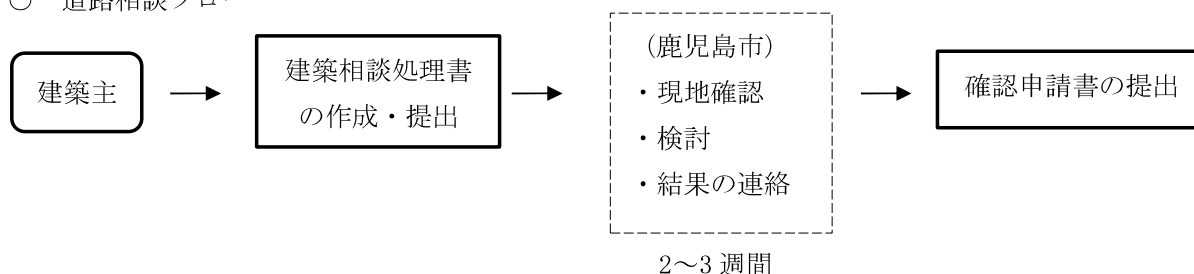 ○ 道路相談フロー
建築主
建築相談処理書
の作成・提出
(鹿児島市)
・現地確認
・検討
・結果の連絡
2～3 週間
確認申請書の提出